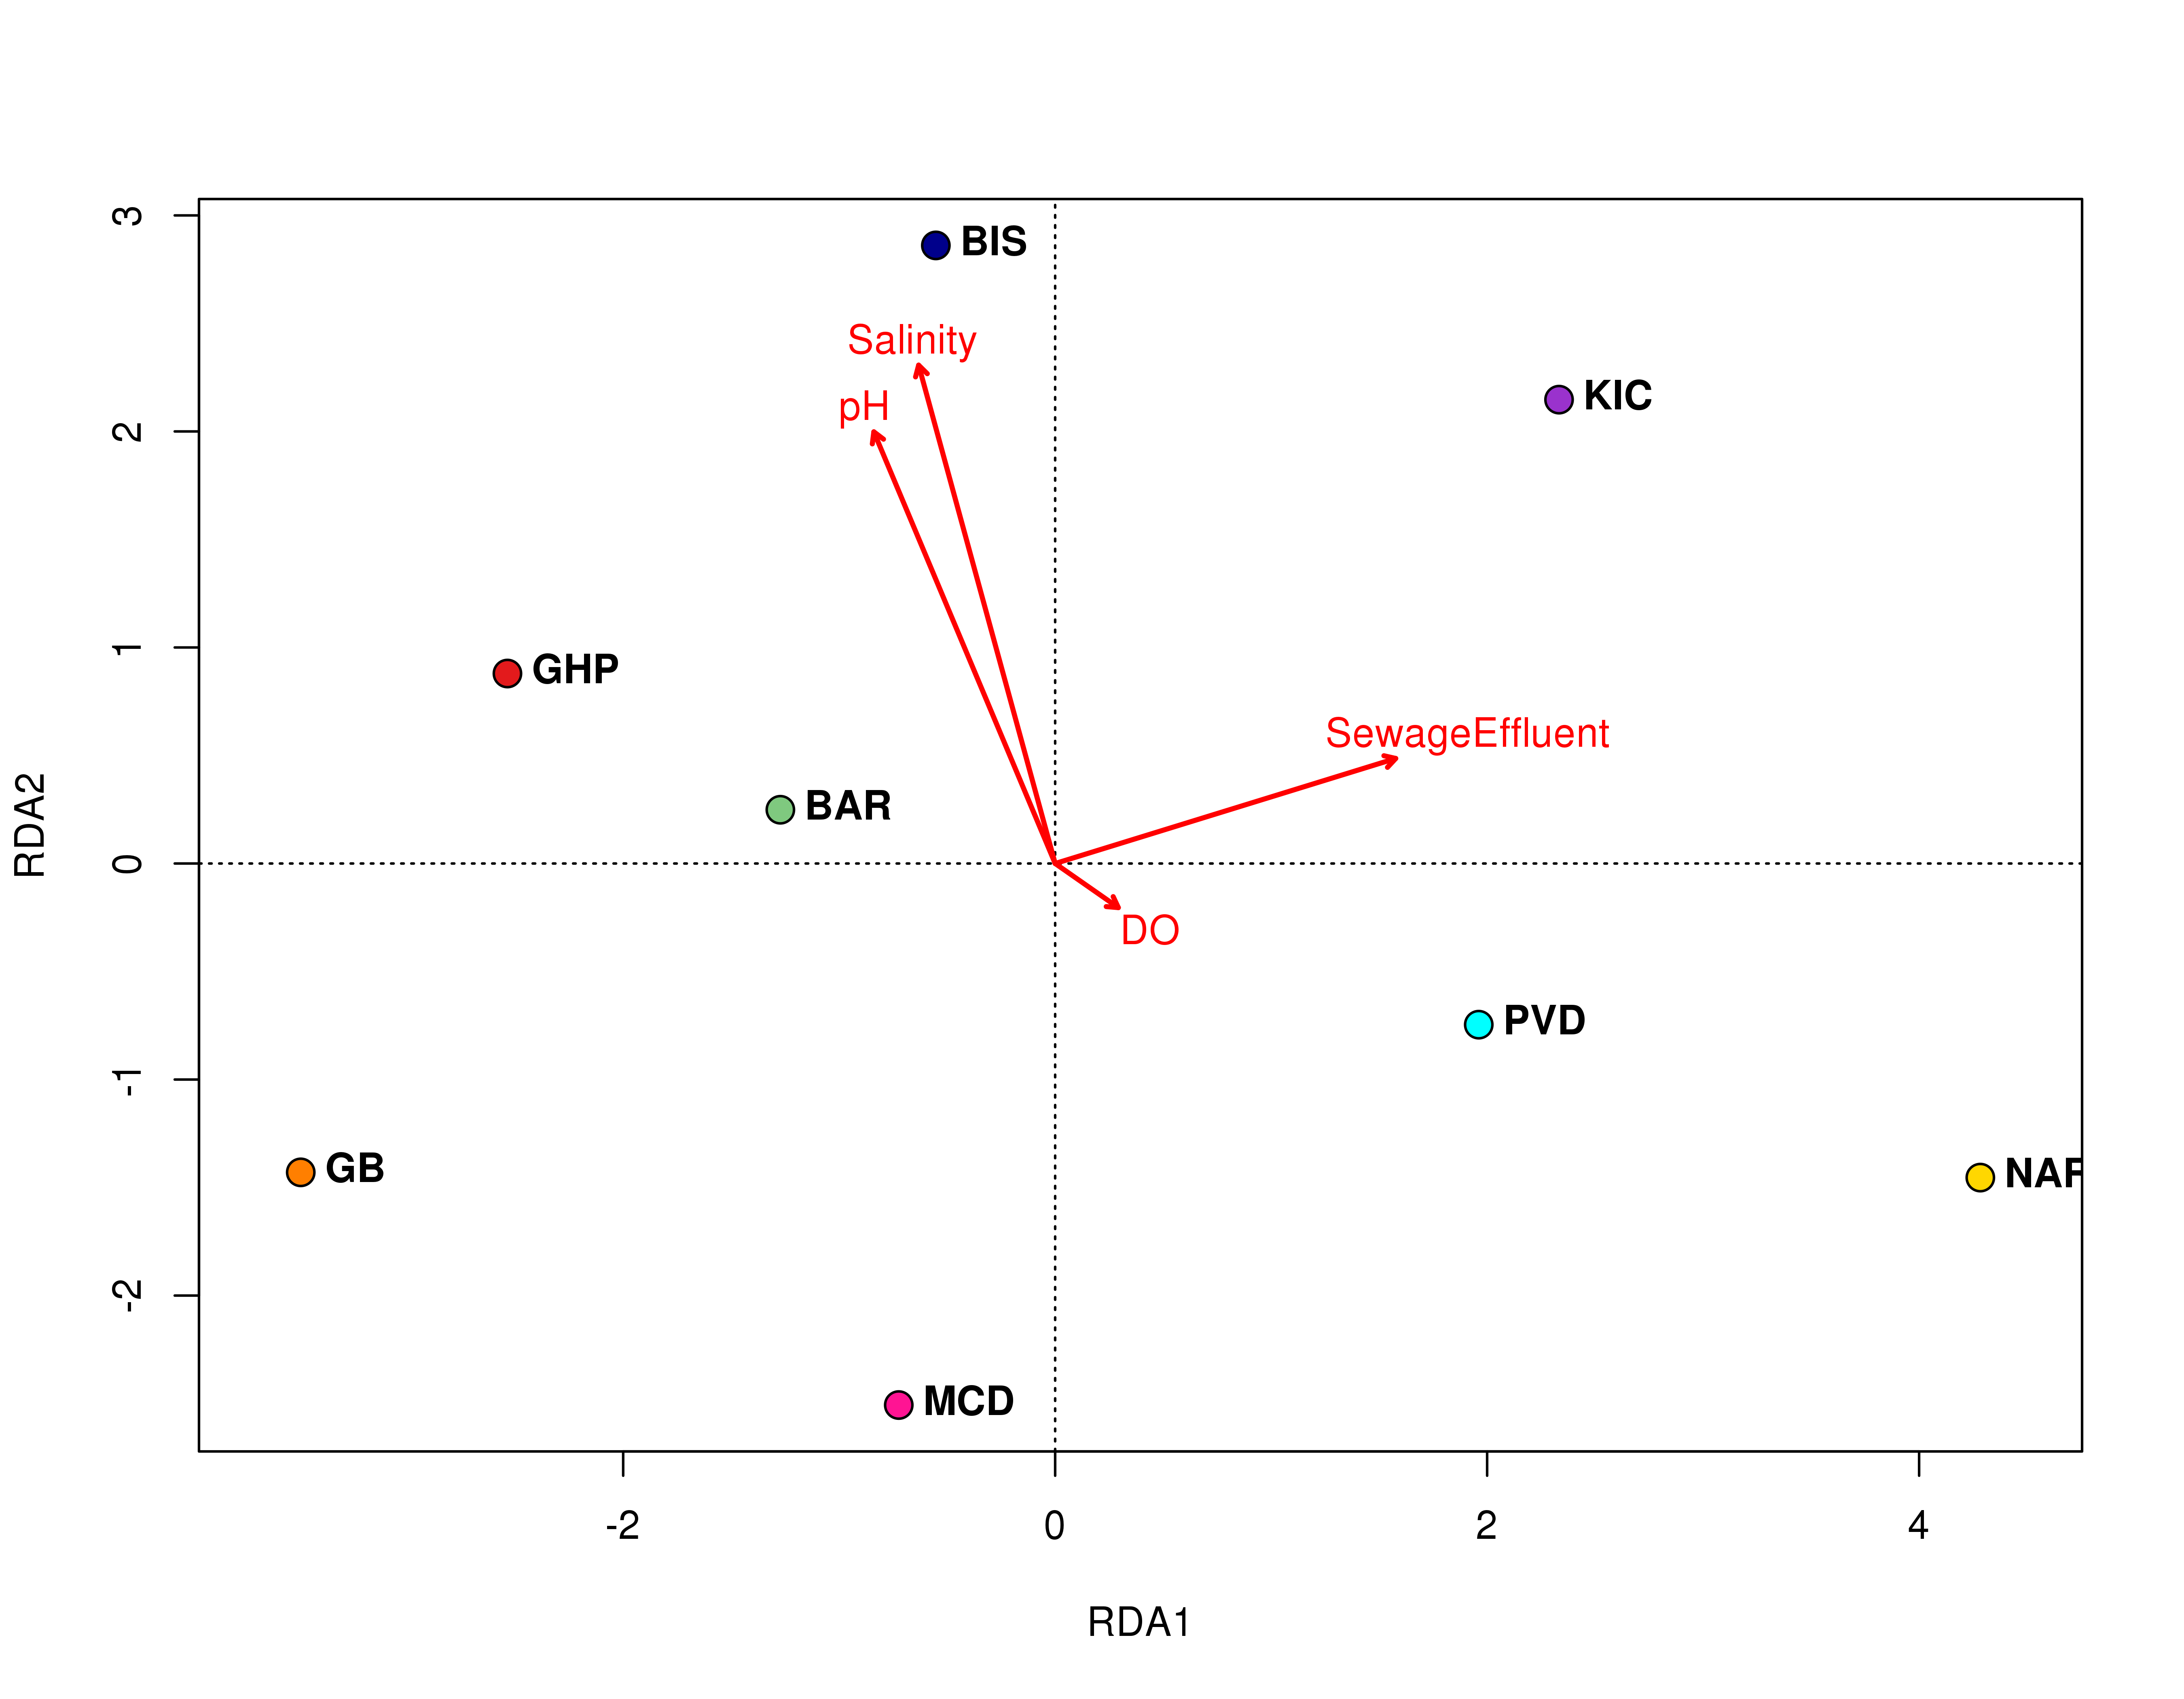 3
BIS
Salinity
KIC
pH
2
1
GHP
SewageEffluent
BAR
RDA2
0
DO
PVD
-1
GB
-2
MCD
-2
0
2
4
RDA1